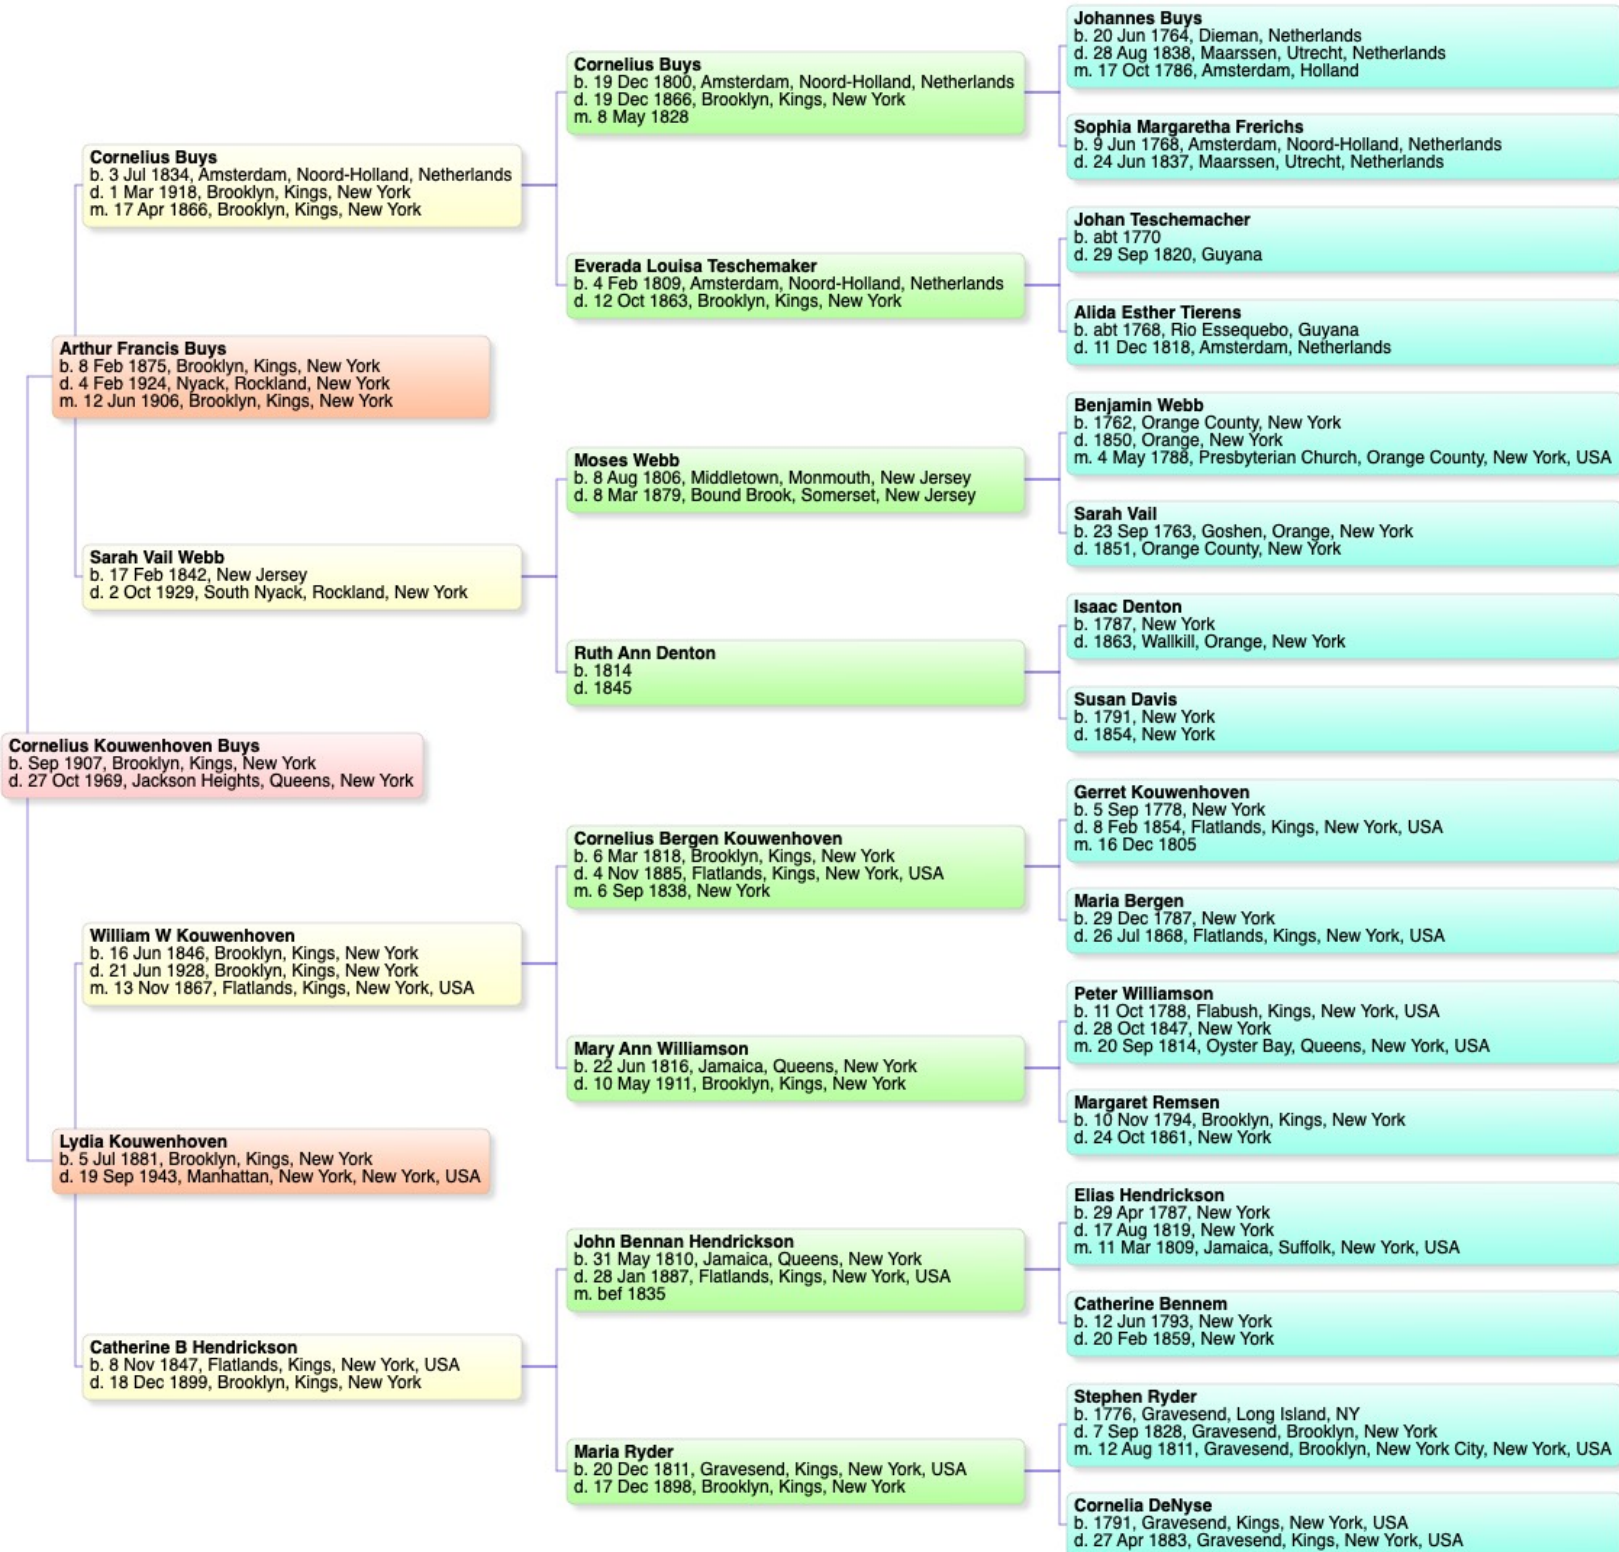 Johannes Buys
b. 20 Jun 1764, Dieman, Netherlands
d. 28 Aug 1838, Maarssen, Utrecht, Netherlands
m. 17 Oct 1786, Amsterdam, Holland
Cornelius Buys
b. 19 Dec 1800, Amsterdam, Noord-Holland, Netherlands
d. 19 Dec 1866, Brooklyn, Kings, New York
m. 8 May 1828
Sophia Margaretha Frerichs
b. 9 Jun 1768, Amsterdam, Noord-Holland, Netherlands
d. 24 Jun 1837, Maarssen, Utrecht, Netherlands
Cornelius Buys
b. 3 Jul 1834, Amsterdam, Noord-Holland, Netherlands
d. 1 Mar 1918, Brooklyn, Kings, New York
m. 17 Apr 1866, Brooklyn, Kings, New York
Johan Teschemacher
b. abt 1770
d. 29 Sep 1820, Guyana
Everada Louisa Teschemaker
b. 4 Feb 1809, Amsterdam, Noord-Holland, Netherlands
d. 12 Oct 1863, Brooklyn, Kings, New York
Alida Esther Tierens
b. abt 1768, Rio Essequebo, Guyana
d. 11 Dec 1818, Amsterdam, Netherlands
Arthur Francis Buys
b. 8 Feb 1875, Brooklyn, Kings, New York
d. 4 Feb 1924, Nyack, Rockland, New York
m. 12 Jun 1906, Brooklyn, Kings, New York
Benjamin Webb
b. 1762, Orange County, New York
d. 1850, Orange, New York
m. 4 May 1788, Presbyterian Church, Orange County, New York, USA
Moses Webb
b. 8 Aug 1806, Middletown, Monmouth, New Jersey
d. 8 Mar 1879, Bound Brook, Somerset, New Jersey
Sarah Vail
b. 23 Sep 1763, Goshen, Orange, New York
d. 1851, Orange County, New York
Sarah Vail Webb
b. 17 Feb 1842, New Jersey
d. 2 Oct 1929, South Nyack, Rockland, New York
Isaac Denton
b. 1787, New York
d. 1863, Wallkill, Orange, New York
Ruth Ann Denton
b. 1814
d. 1845
Susan Davis
b. 1791, New York
d. 1854, New York
Cornelius Kouwenhoven Buys
b. Sep 1907, Brooklyn, Kings, New York
d. 27 Oct 1969, Jackson Heights, Queens, New York
Gerret Kouwenhoven
b. 5 Sep 1778, New York
d. 8 Feb 1854, Flatlands, Kings, New York, USA
m. 16 Dec 1805
Cornelius Bergen Kouwenhoven
b. 6 Mar 1818, Brooklyn, Kings, New York
d. 4 Nov 1885, Flatlands, Kings, New York, USA
m. 6 Sep 1838, New York
Maria Bergen
b. 29 Dec 1787, New York
d. 26 Jul 1868, Flatlands, Kings, New York, USA
William W Kouwenhoven
b. 16 Jun 1846, Brooklyn, Kings, New York
d. 21 Jun 1928, Brooklyn, Kings, New York
m. 13 Nov 1867, Flatlands, Kings, New York, USA
Peter Williamson
b. 11 Oct 1788, Flabush, Kings, New York, USA
d. 28 Oct 1847, New York
m. 20 Sep 1814, Oyster Bay, Queens, New York, USA
Mary Ann Williamson
b. 22 Jun 1816, Jamaica, Queens, New York
d. 10 May 1911, Brooklyn, Kings, New York
Margaret Remsen
b. 10 Nov 1794, Brooklyn, Kings, New York
d. 24 Oct 1861, New York
Lydia Kouwenhoven
b. 5 Jul 1881, Brooklyn, Kings, New York
d. 19 Sep 1943, Manhattan, New York, New York, USA
Elias Hendrickson
b. 29 Apr 1787, New York
d. 17 Aug 1819, New York
m. 11 Mar 1809, Jamaica, Suffolk, New York, USA
John Bennan Hendrickson
b. 31 May 1810, Jamaica, Queens, New York
d. 28 Jan 1887, Flatlands, Kings, New York, USA
m. bef 1835
Catherine Bennem
b. 12 Jun 1793, New York
d. 20 Feb 1859, New York
Catherine B Hendrickson
b. 8 Nov 1847, Flatlands, Kings, New York, USA
d. 18 Dec 1899, Brooklyn, Kings, New York
Stephen Ryder
b. 1776, Gravesend, Long Island, NY
d. 7 Sep 1828, Gravesend, Brooklyn, New York
m. 12 Aug 1811, Gravesend, Brooklyn, New York City, New York, USA
Maria Ryder
b. 20 Dec 1811, Gravesend, Kings, New York, USA
d. 17 Dec 1898, Brooklyn, Kings, New York
Cornelia DeNyse
b. 1791, Gravesend, Kings, New York, USA
d. 27 Apr 1883, Gravesend, Kings, New York, USA